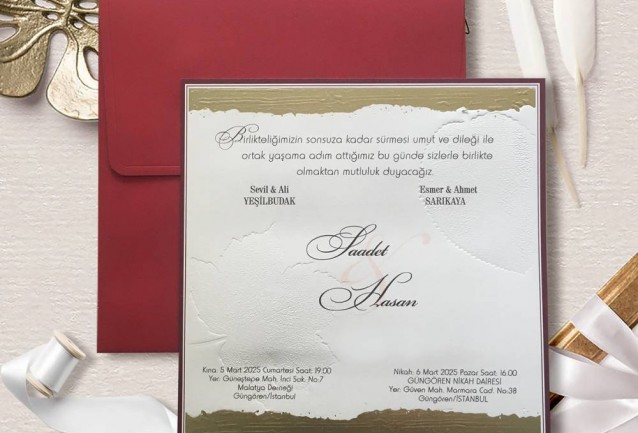 Birlikteliğimizin sonsuza kadar sürmesi umut ve dileği ile
ortak yaşama adım attığımız bu günde sizlerle birlikte
olmaktan mutluluk duyacağız.
Sevil & Ali
YEŞİLBUDAK
Esmer & Ahmet
SARIKAYA
Saadet
&
Hasan
Kına: 5 Mart 2025 Cumartesi Saat: 19:00
Yer: Güneştepe Mah. İnci Sok. No:7
Malatya Derneği
Güngören/İstanbul
Nikah: 6 Mart 2025 Pazar Saat: 16:00
GÜNGÖREN NİKAH DAİRESİ
Yer: Güven Mah. Marmara Cad. No:38
Güngören/İSTANBUL